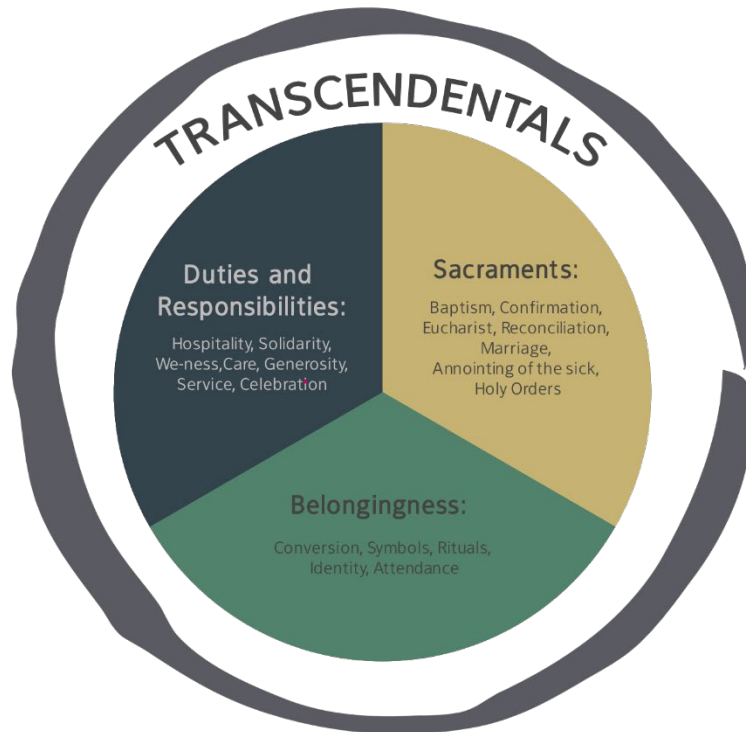 TRANSCENDENTALS
Duties and
Responsibilities:
Hospitality, Solidarity,
We-ness,Care, Generosity,
Service, Celebration
Sacraments:
Baptism, Confirmation,
Eucharist, Reconciliation,
Marriage,
Annointing of the sick,
Holy Orders
Belongingness:
Conversion, Symbols, Rituals,
Identity, Attendance